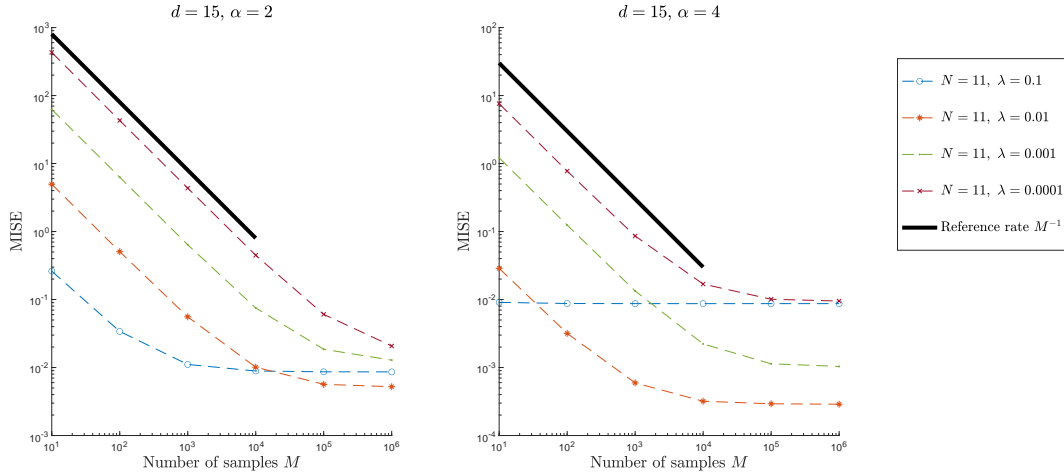 d = 15, α = 2
10^3
10^2
10^1
10^0
10^-1
10^-2
10^-3
MISE
10^1 10^2 10^3 10^4 10^5 10^6
Number of samples M
d = 15, α = 4
10^2
10^1
10^0
10^-1
10^-2
10^-3
10^-4
MISE
10^1 10^2 10^3 10^4 10^5 10^6
Number of samples M
N = 11, λ = 0.1
N = 11, λ = 0.01
N = 11, λ = 0.001
N = 11, λ = 0.0001
Reference rate M^-1